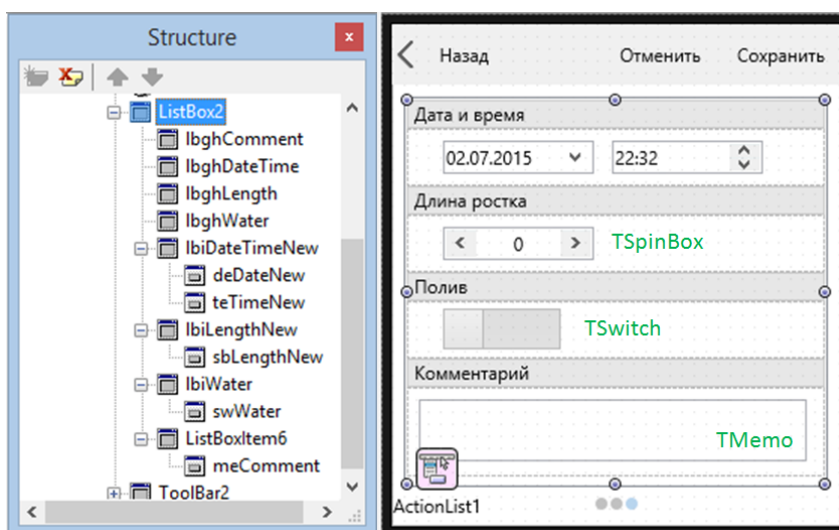 Structure
x
ListBox2
lbghComment
lbghDateTime
lbghLength
lbghWater
lbiDateTimeNew
deDateNew
teTimeNew
lbiLengthNew
sbLengthNew
lbiWater
swWater
ListBoxItem6
meComment
ToolBar2
Назад Отменить Сохранить
Дата и время
02.07.2015 22:32
Длина ростка
0 TSpinBox
Полив
TSwitch
Комментарий
TMemo
ActionList1